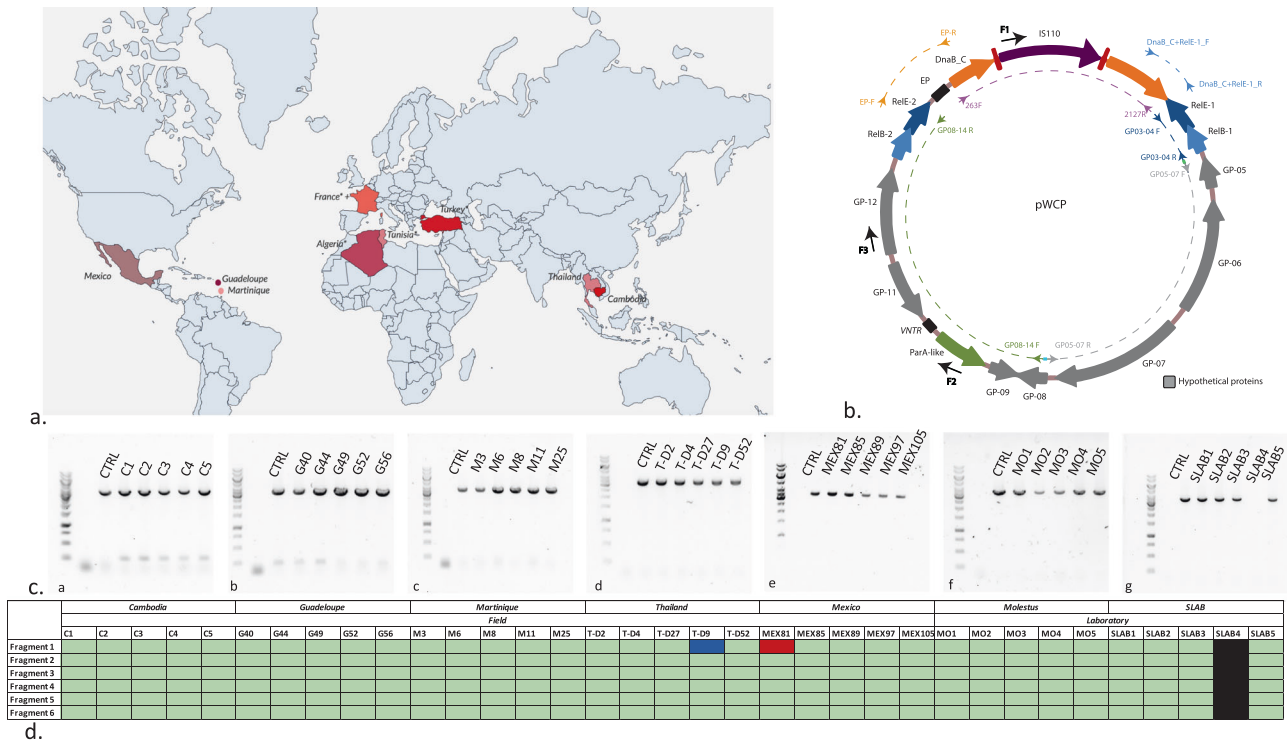 France* +
Turkey*
Algeria*
Tunisia*
Mexico
Guadeloupe
Martinique
Thailand
Cambodia
a.
EP-R
F1
IS110
DnaB_C
EP
EP-F
RelE-2
263F
RelB-2
GP08-14 R
DnaB_C+RelE-1_F
DnaB_C+RelE-1_R
2127R
RelE-1
GP03-04 F
RelB-1
GP03-04 R
GP05-07 F
GP-05
GP-12
pWCP
F3
GP-06
GP-11
VNTR
ParA-like
GP08-14 F
GP05-07 R
F2
GP-07
GP-09
GP-08
Hypothetical proteins
b.
CTRL C1 C2 C3 C4 C5
CTRL G40 G44 G49 G52 G56
CTRL M3 M6 M8 M11 M25
CTRL T-D2 T-D4 T-D27 T-D9 T-D52
CTRL MEX81 MEX85 MEX89 MEX97 MEX105
CTRL MO1 MO2 MO3 MO4 MO5
CTRL SLAB1 SLAB2 SLAB3 SLAB4 SLAB5
c.
a b c d e f g
Cambodia Guadeloupe Martinique Thailand Mexico Molestus SLAB
Field Laboratory
C1 C2 C3 C4 C5 G40 G44 G49 G52 G56 M3 M6 M8 M11 M25 T-D2 T-D4 T-D27 T-D9 T-D52 MEX81 MEX85 MEX89 MEX97 MEX105 MO1 MO2 MO3 MO4 MO5 SLAB1 SLAB2 SLAB3 SLAB4 SLAB5
Fragment 1
Fragment 2
Fragment 3
Fragment 4
Fragment 5
Fragment 6
d.